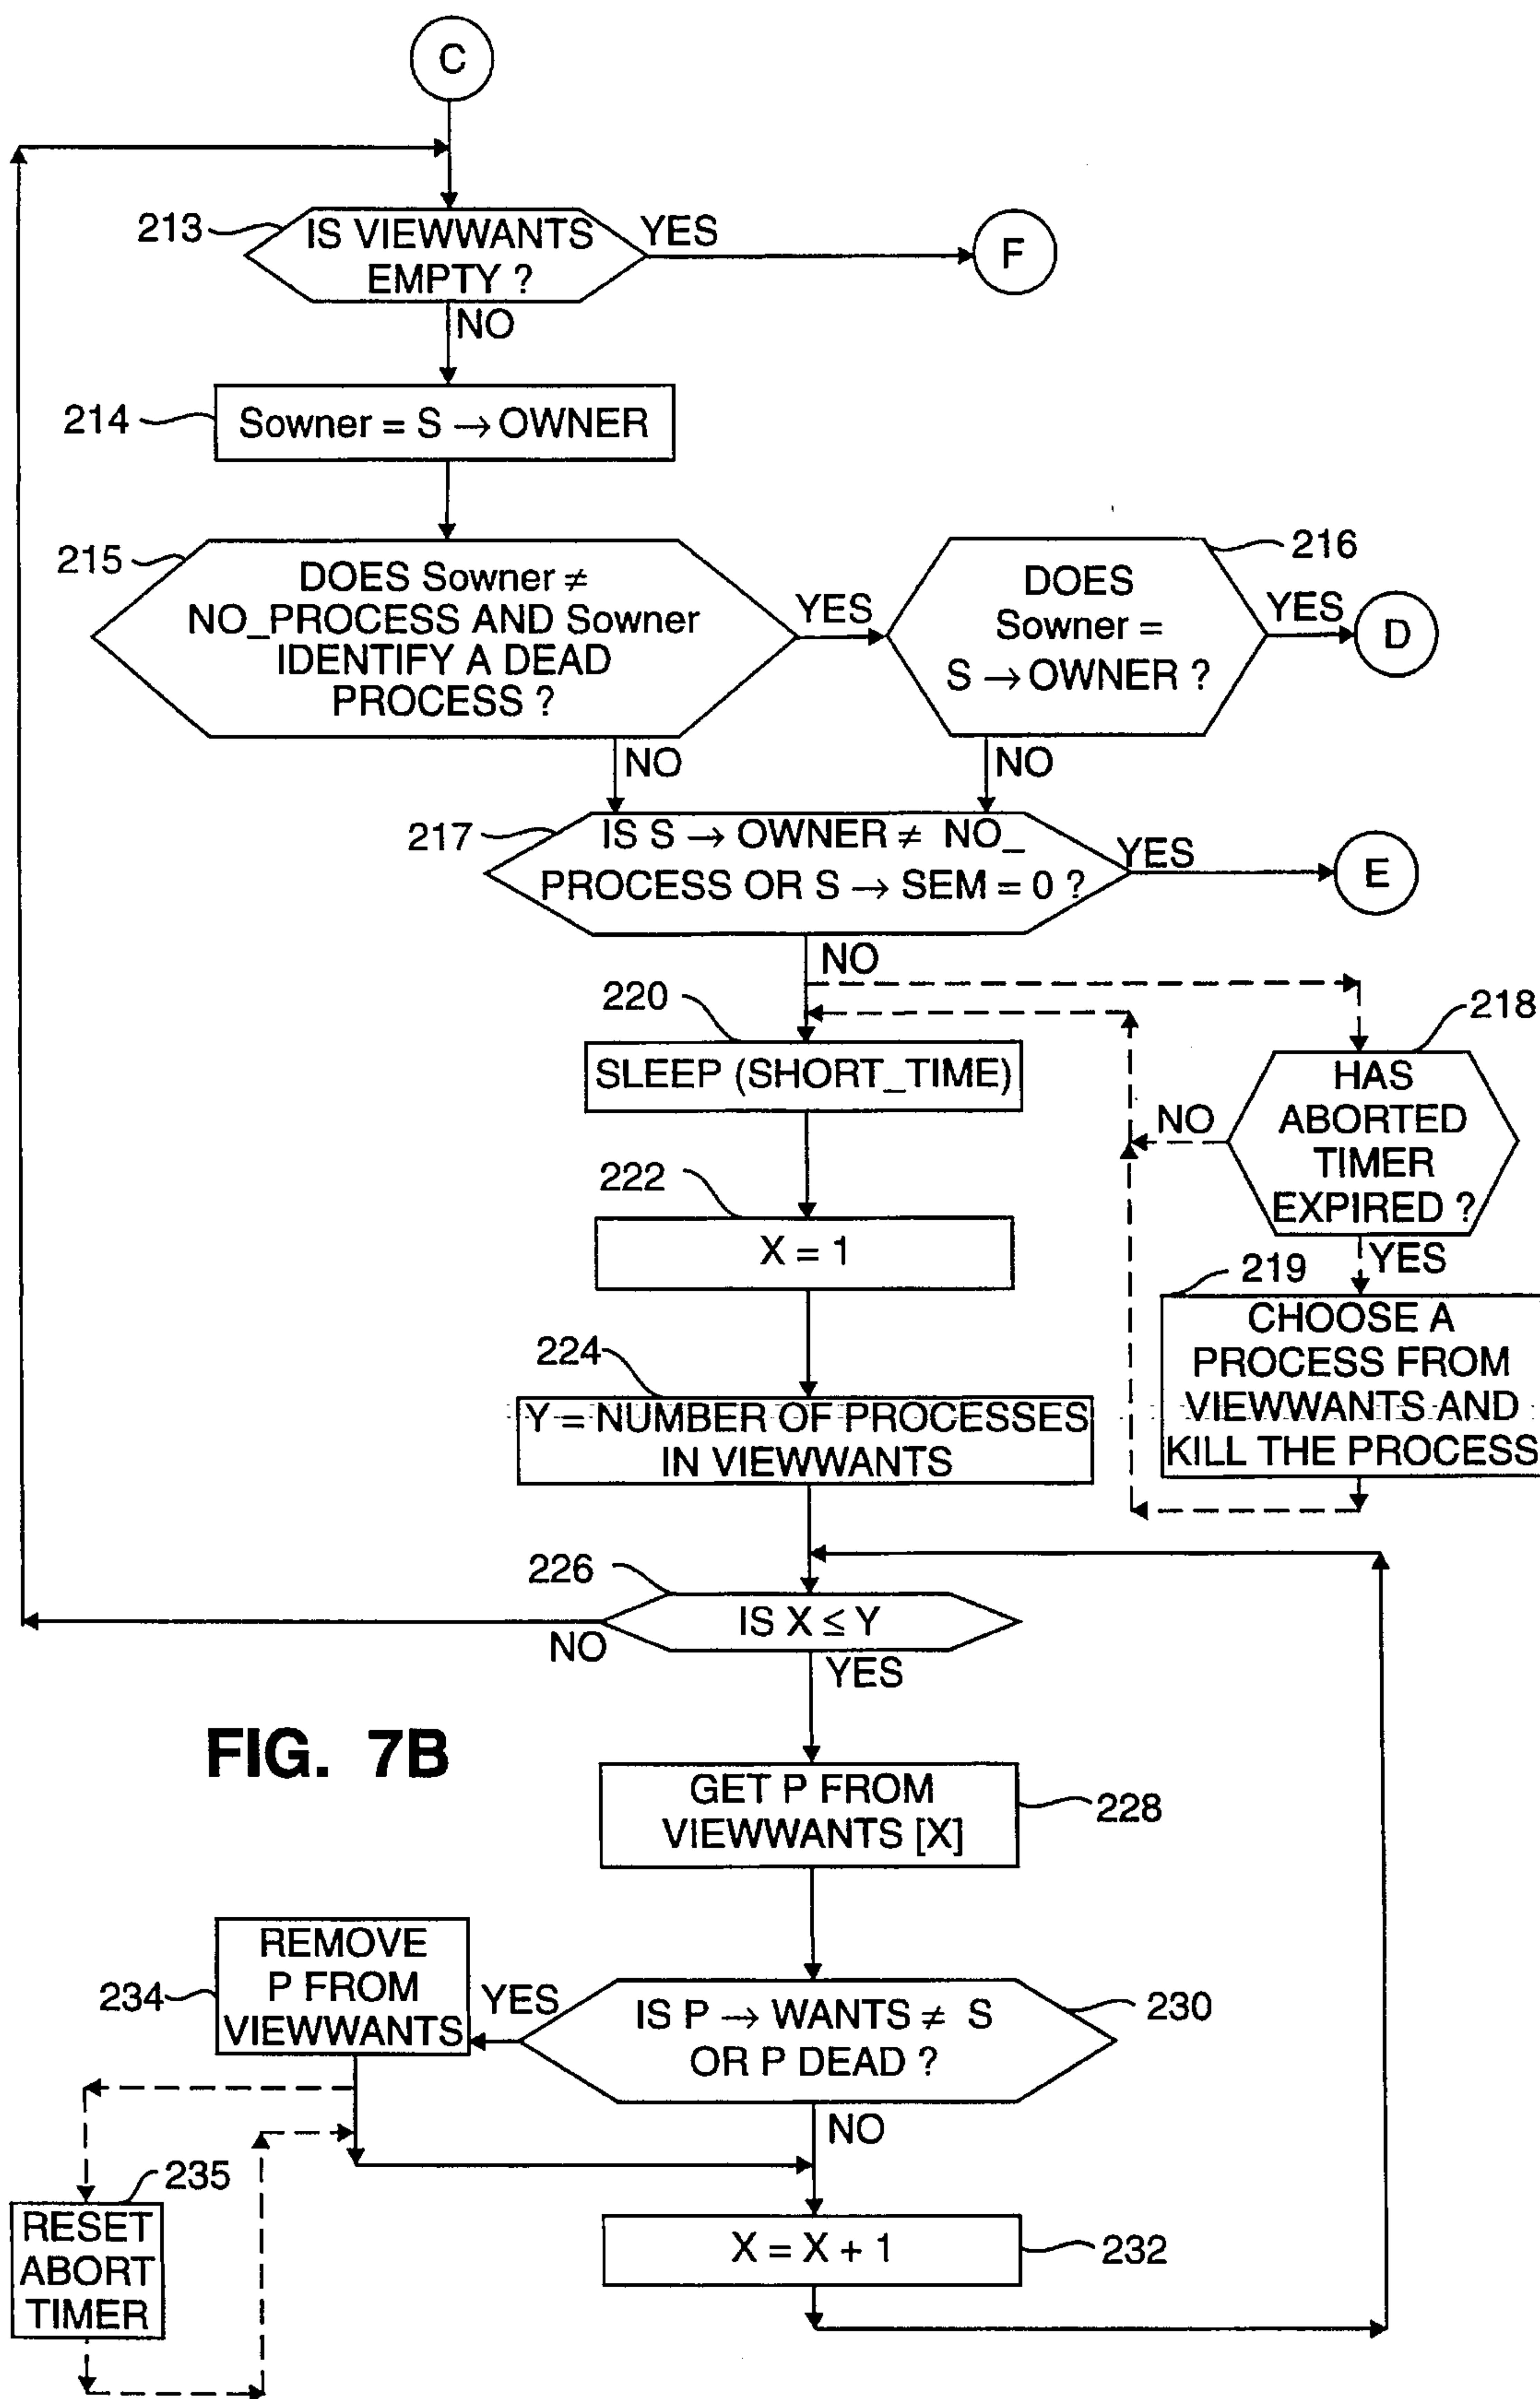 C
213
IS VIEWWANTS
EMPTY ?
YES
F
NO
214
Sowner = S → OWNER
215
DOES Sowner ≠
NO_PROCESS AND Sowner
IDENTIFY A DEAD
PROCESS ?
YES
216
DOES
Sowner =
S → OWNER ?
YES
D
NO
NO
217
IS S → OWNER ≠ NO_
PROCESS OR S → SEM = 0 ?
YES
E
NO
220
SLEEP (SHORT_TIME)
218
HAS
ABORTED
TIMER
EXPIRED ?
NO
YES
222
X = 1
219
CHOOSE A
PROCESS FROM
VIEWWANTS AND
KILL THE PROCESS
224
Y = NUMBER OF PROCESSES
IN VIEWWANTS
226
IS X ≤ Y
NO
YES
FIG. 7B
GET P FROM
VIEWWANTS [X]
228
REMOVE
P FROM
VIEWWANTS
234
YES
IS P → WANTS ≠ S
OR P DEAD ?
230
NO
235
RESET
ABORT
TIMER
X = X + 1
232